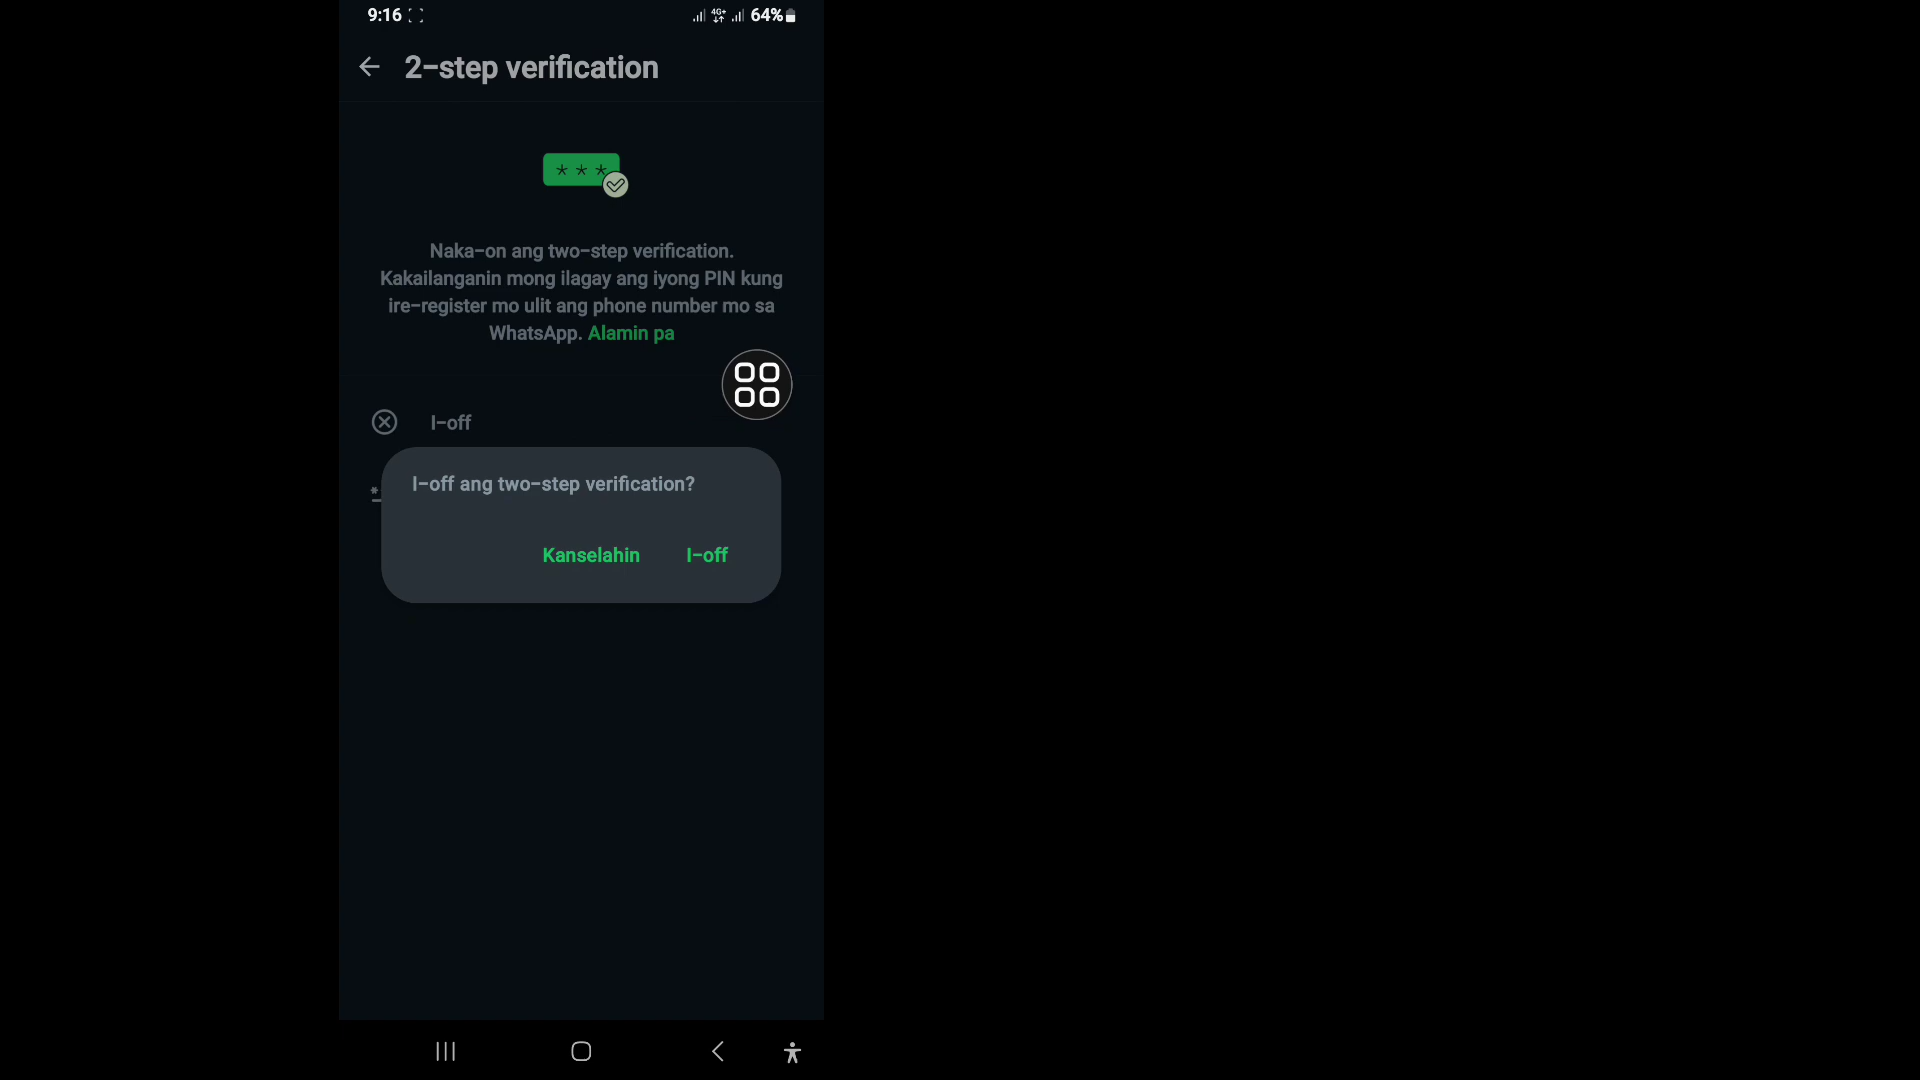 9:16
4G+
64%
2-step verification
***
Naka-on ang two-step verification.
Kakailanganin mong ilagay ang iyong PIN kung
ire-register mo ulit ang phone number mo sa
WhatsApp. Alamin pa
I-off
I-off ang two-step verification?
Kanselahin I-off